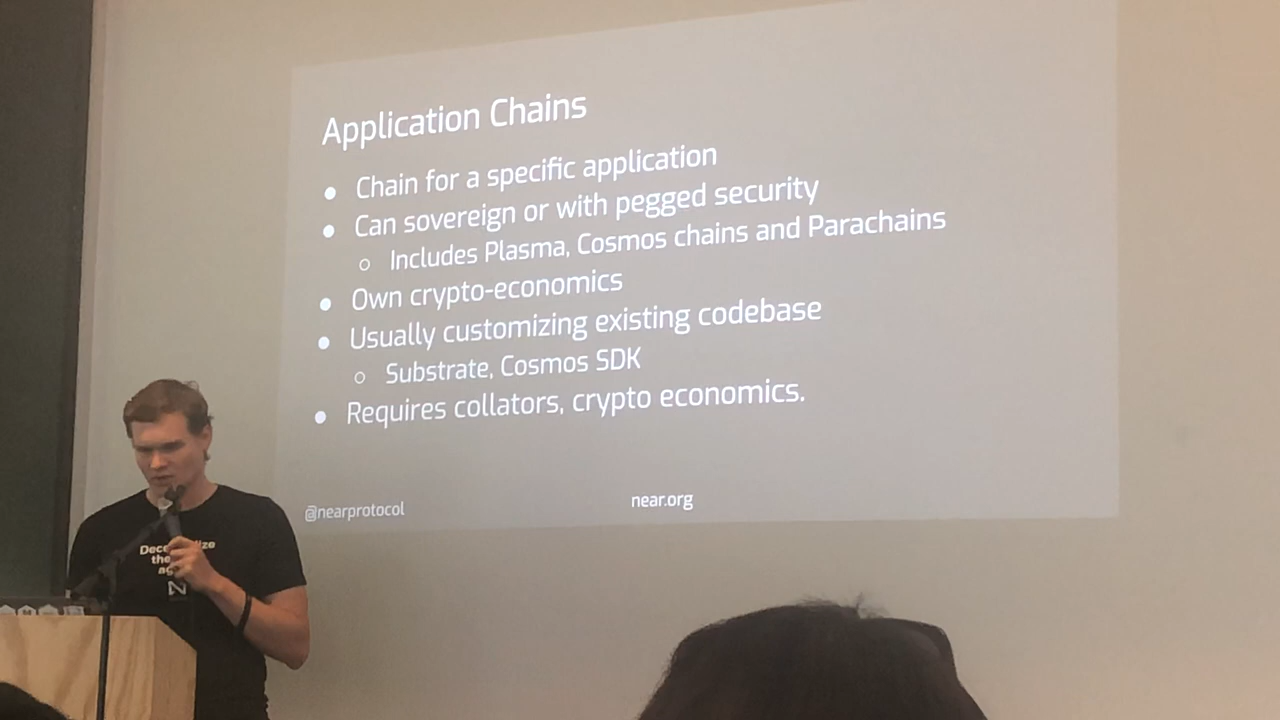 Application Chains
● Chain for a specific application
● Can sovereign or with pegged security
○ Includes Plasma, Cosmos chains and Parachains
● Own crypto-economics
● Usually customizing existing codebase
○ Substrate, Cosmos SDK
● Requires collators, crypto economics.
@nearprotocol
near.org
the
N